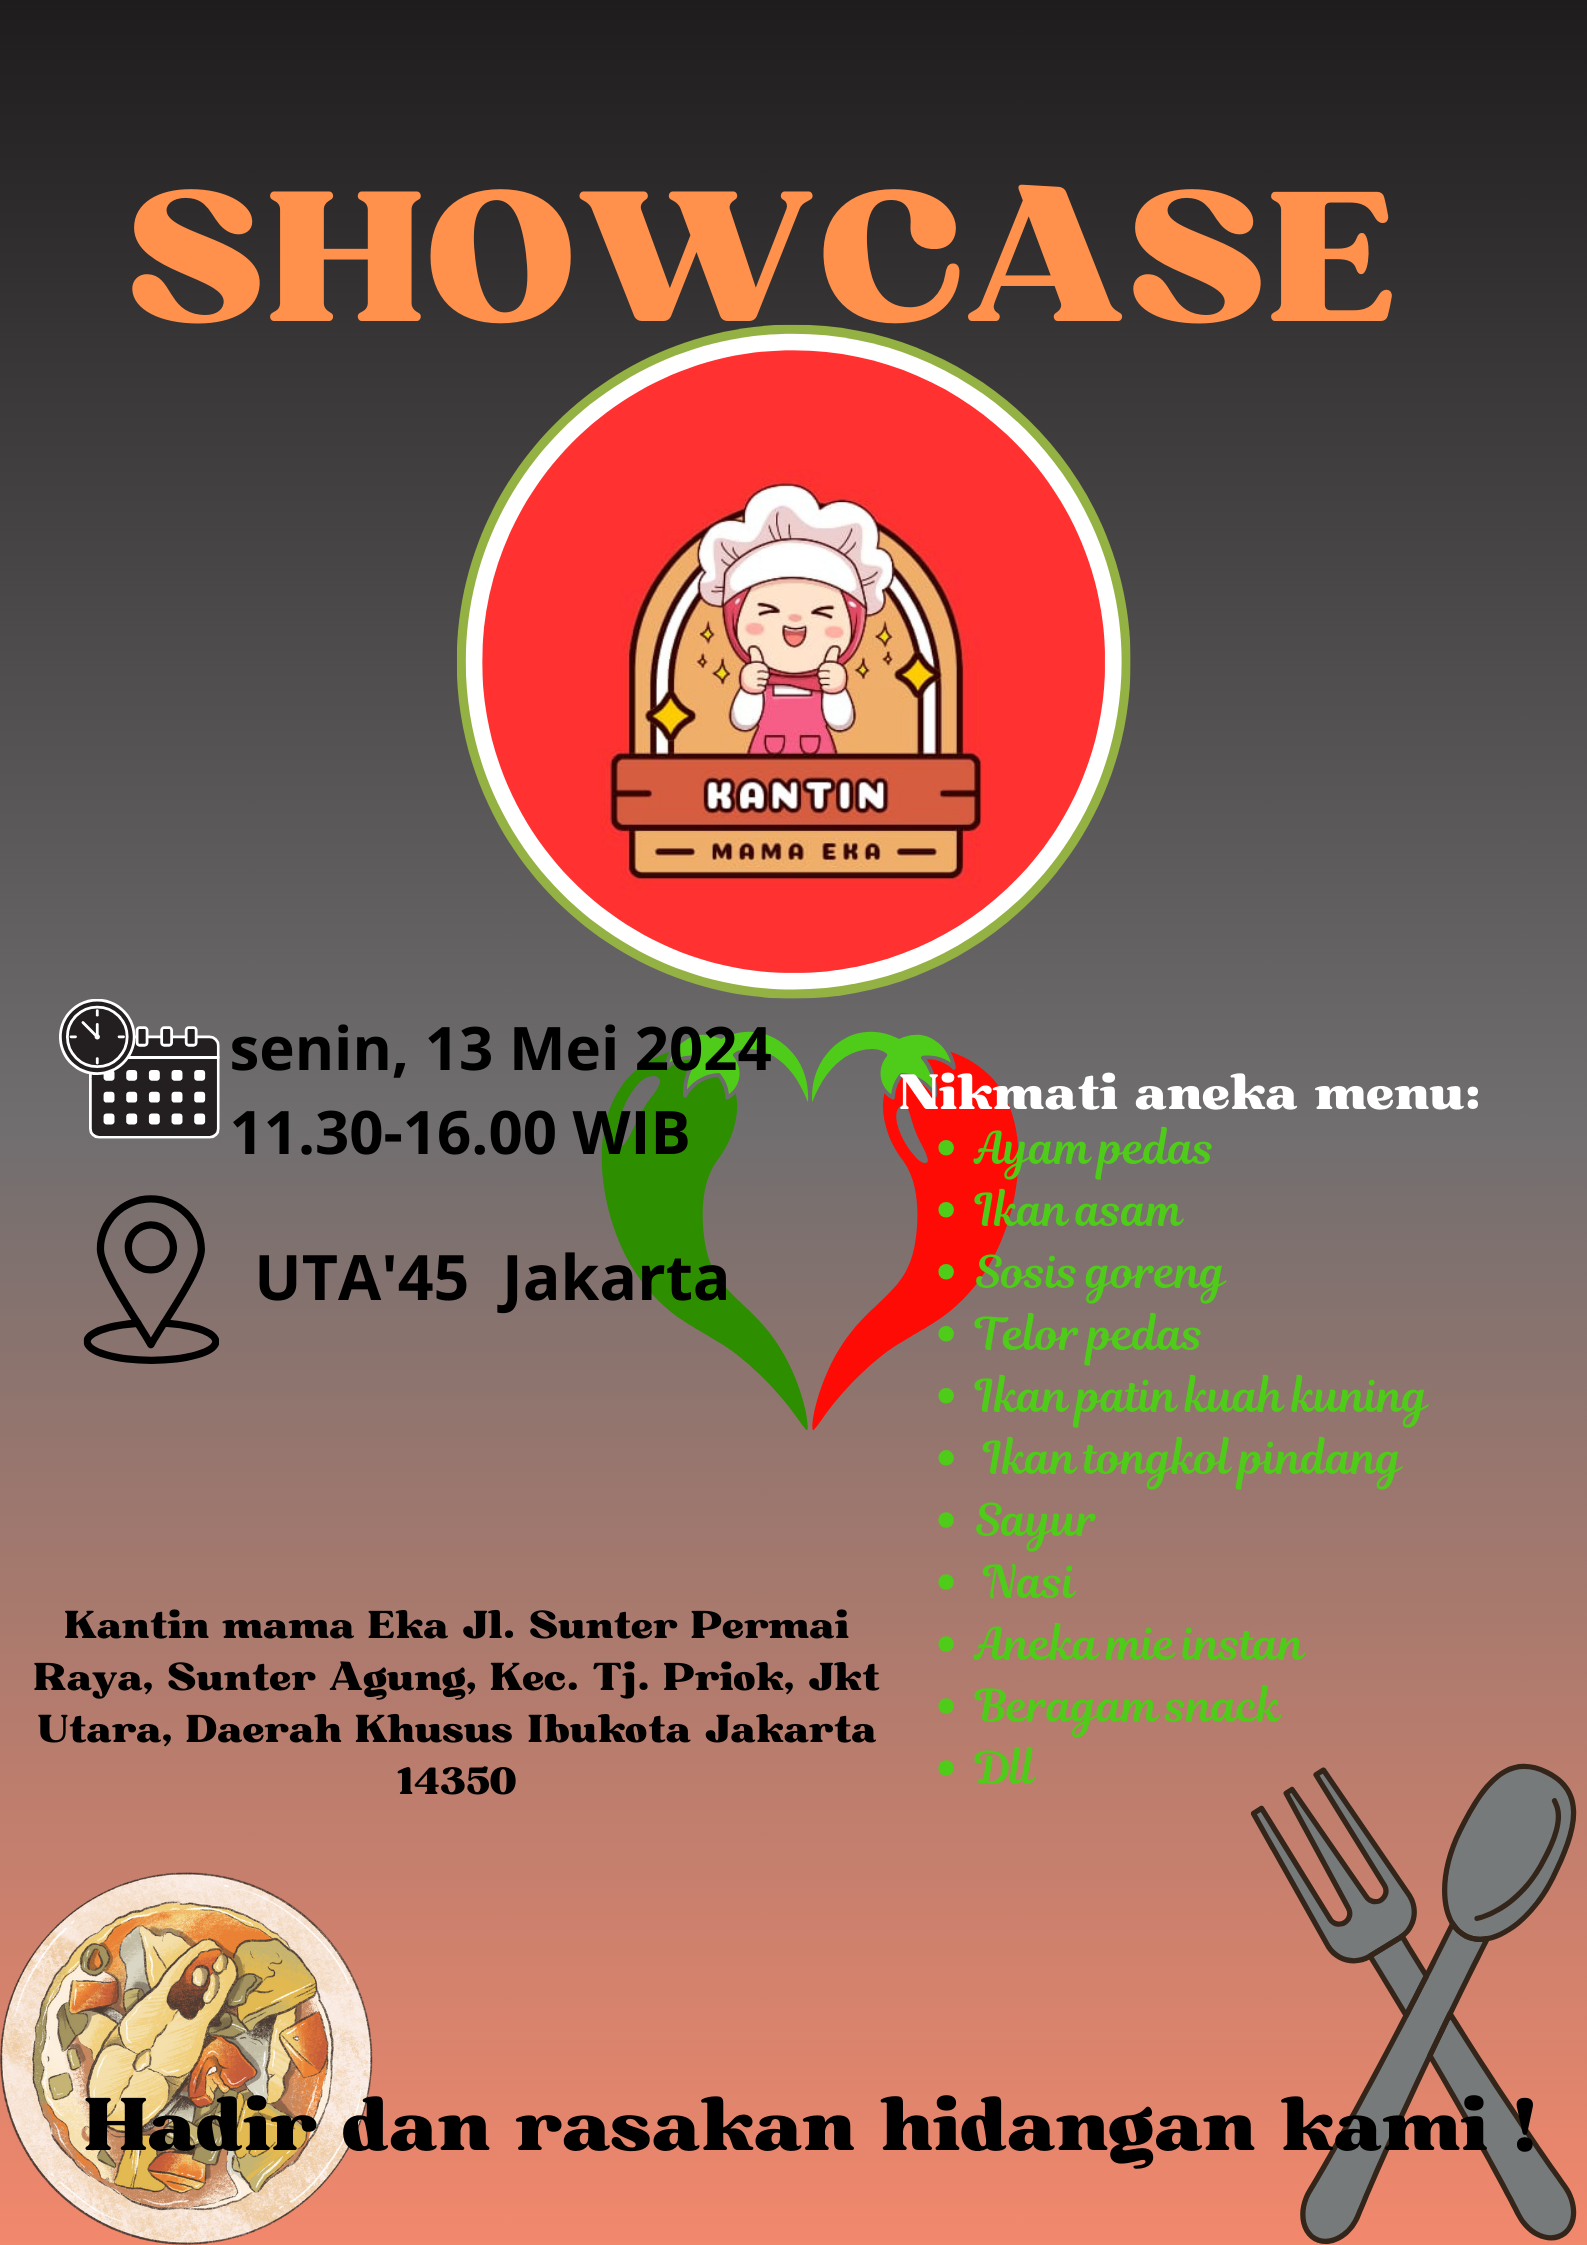 SHOWCASE
KANTIN
MAMA EKA
senin, 13 Mei 2024
11.30-16.00 WIB
UTA'45 Jakarta
Nikmati aneka menu:
• Ayam pedas
• Ikan asam
• Sosis goreng
• Telor pedas
• Ikan patin kuah kuning
• Ikan tongkol pindang
• Sayur
• Nasi
• Aneka mie instan
• Beragam snack
• Dll
Kantin mama Eka Jl. Sunter Permai
Raya, Sunter Agung, Kec. Tj. Priok, Jkt
Utara, Daerah Khusus Ibukota Jakarta
14350
Hadir dan rasakan hidangan kami !